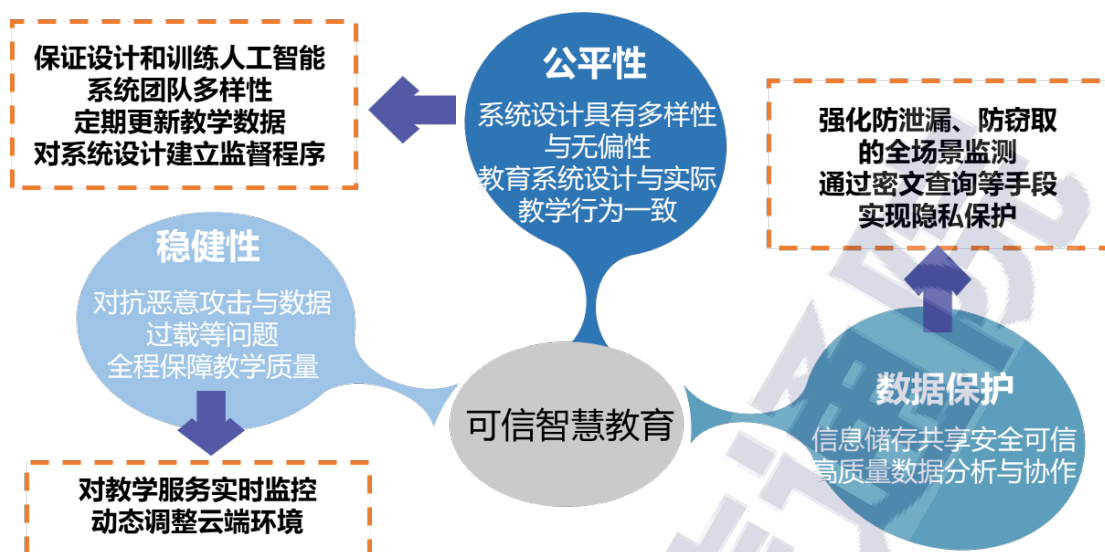 保证设计和训练人工智能
系统团队多样性
定期更新教学数据
对系统设计建立监督程序
公平性
系统设计具有多样性
与无偏性
教育系统设计与实际
教学行为一致
强化防泄漏、防窃取
的全场景监测
通过密文查询等手段
实现隐私保护
稳健性
对抗恶意攻击与数据
过载等问题
全程保障教学质量
可信智慧教育
数据保护
信息储存共享安全可信
高质量数据分析与协作
对教学服务实时监控
动态调整云端环境